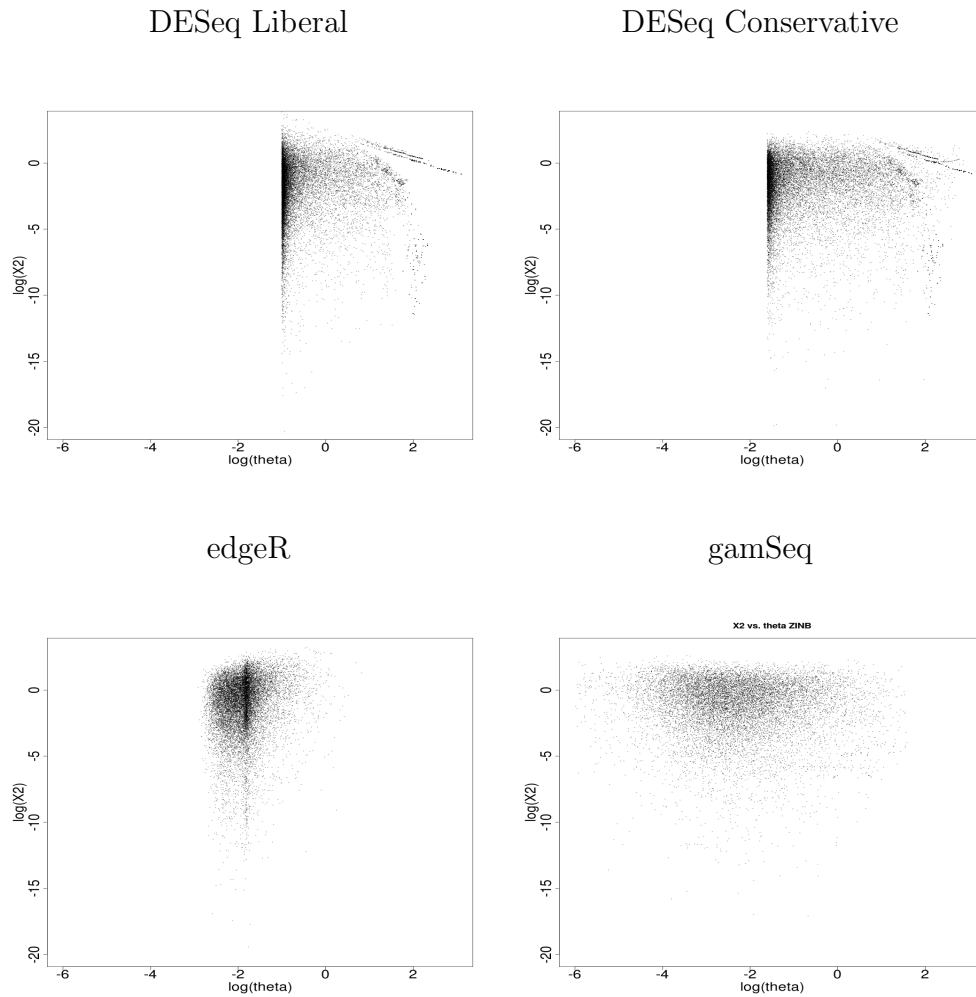 DESeq Liberal
DESeq Conservative
0
-5
-10
-15
-20
log(X2)
-6 -4 -2 0 2
log(theta)
0
-5
-10
-15
-20
log(X2)
-6 -4 -2 0 2
log(theta)
edgeR
gamSeq
0
-5
-10
-15
-20
log(X2)
-6 -4 -2 0 2
log(theta)
X2 vs. theta ZINB
0
-5
-10
-15
-20
log(X2)
-6 -4 -2 0 2
log(theta)